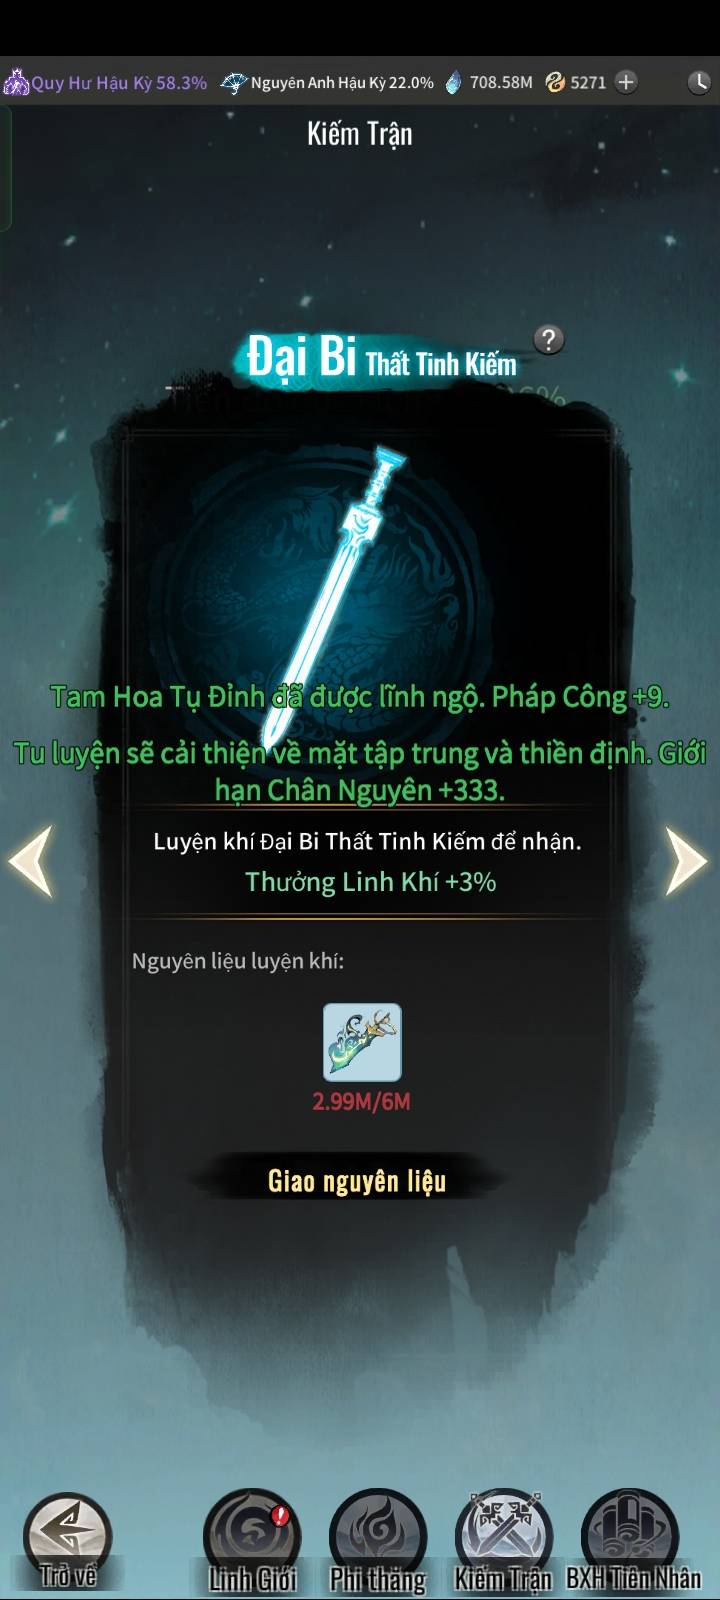 Quy Hư Hậu Kỳ 58.3% Nguyên Anh Hậu Kỳ 22.0% 708.58M 5271 +
Kiếm Trận
Đại Bi Thất Tinh Kiếm ?
Tam Hoa Tụ Đỉnh đã được lĩnh ngộ. Pháp Công +9.
Tu luyện sẽ cải thiện về mặt tập trung và thiền định. Giới
hạn Chân Nguyên +333.
Luyện khí Đại Bi Thất Tinh Kiếm để nhận.
Thưởng Linh Khí +3%
Nguyên liệu luyện khí:
2.99M/6M
Giao nguyên liệu
Trở về Linh Giới Phi thăng Kiếm Trận BXH Tiên Nhân